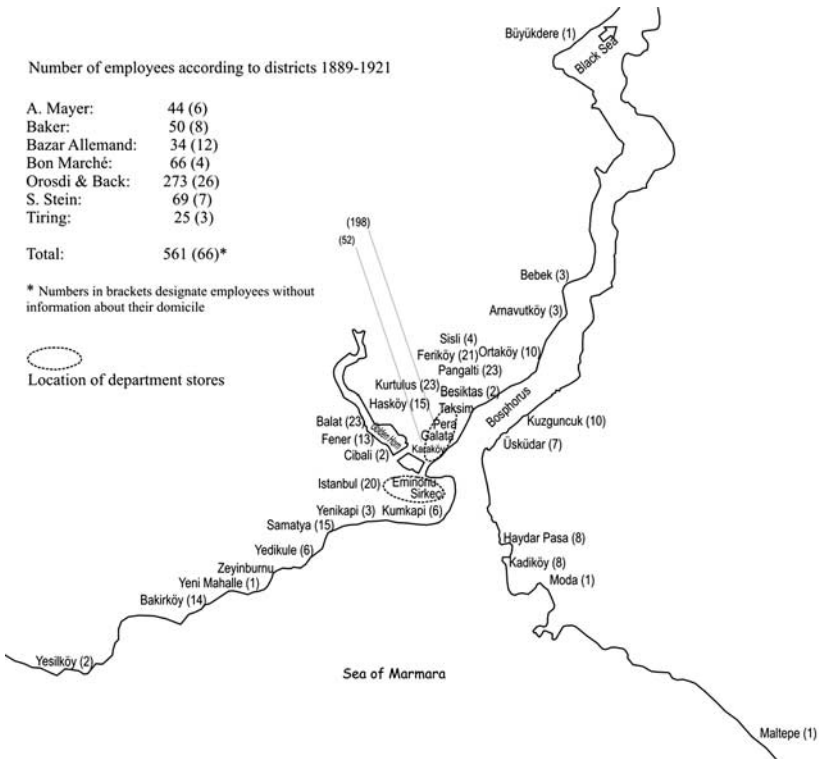 Büyükdere (1)
Black Sea
Number of employees according to districts 1889-1921
A. Mayer: 44 (6)
Baker: 50 (8)
Bazar Allemand: 34 (12)
Bon Marché: 66 (4)
Orosdi & Back: 273 (26)
S. Stein: 69 (7)
Tiring: 25 (3)
Total: 561 (66)*
* Numbers in brackets designate employees without
information about their domicile
Location of department stores
(198)
(52)
Bebek (3)
Arnavutköy (3)
Sisli (4)
Feriköy (21)
Ortaköy (10)
Pangalti (23)
Kurtulus (23)
Besiktas (2)
Hasköy (15)
Taksim
Pera
Galata
Karaköy
Bosphorus
Kuzguncuk (10)
Üsküdar (7)
Balat (23)
Golden Horn
Fener (13)
Cibali (2)
Istanbul (20)
Eminönu
Sirkeci
Yenikapi (3)
Kumkapi (6)
Samatya (15)
Yedikule (6)
Zeyinburnu
Yeni Mahalle (1)
Bakirköy (14)
Yesilköy (2)
Haydar Pasa (8)
Kadiköy (8)
Moda (1)
Sea of Marmara
Maltepe (1)